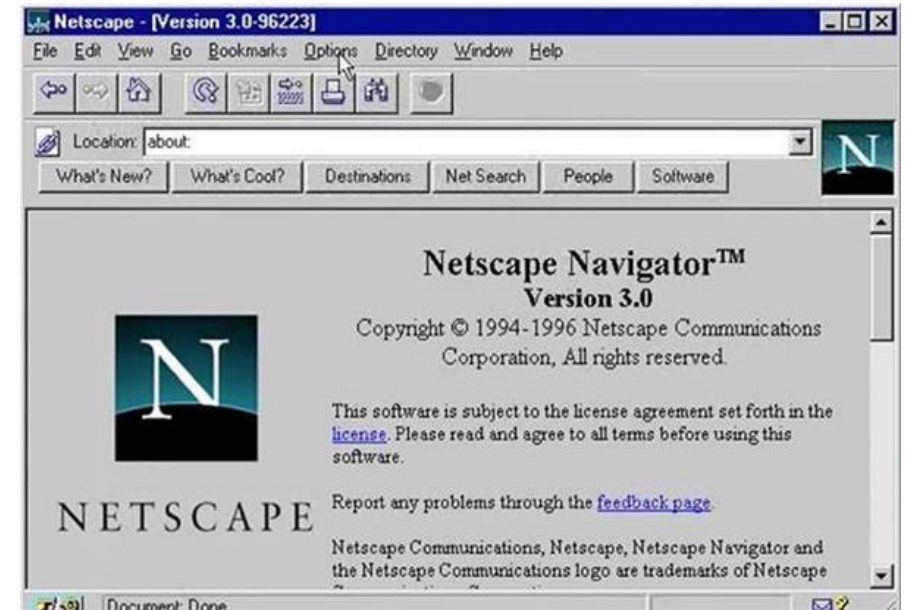 Netscape - [Version 3.0-96223]
File Edit View Go Bookmarks Options Directory Window Help
Location: about:
N
What's New? What's Cool? Destinations Net Search People Software
Netscape Navigator™
Version 3.0
Copyright © 1994-1996 Netscape Communications
Corporation, All rights reserved.
N
NETSCAPE
This software is subject to the license agreement set forth in the
license. Please read and agree to all terms before using this
software.
Report any problems through the feedback page.
Netscape Communications, Netscape, Netscape Navigator and
the Netscape Communications logo are trademarks of Netscape
Document: Done